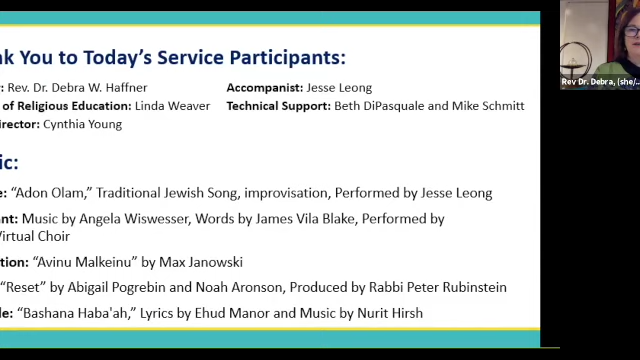 k You to Today's Service Participants:
: Rev. Dr. Debra W. Haffner
Accompanist: Jesse Leong
of Religious Education: Linda Weaver
Technical Support: Beth DiPasquale and Mike Schmitt
irector: Cynthia Young
ic:
e: "Adon Olam," Traditional Jewish Song, improvisation, Performed by Jesse Leong
ant: Music by Angela Wiswesser, Words by James Vila Blake, Performed by
Virtual Choir
tion: "Avinu Malkeinu" by Max Janowski
"Reset" by Abigail Pogrebin and Noah Aronson, Produced by Rabbi Peter Rubinstein
le: "Bashana Haba'ah," Lyrics by Ehud Manor and Music by Nurit Hirsh
Rev Dr. Debra, (she/...